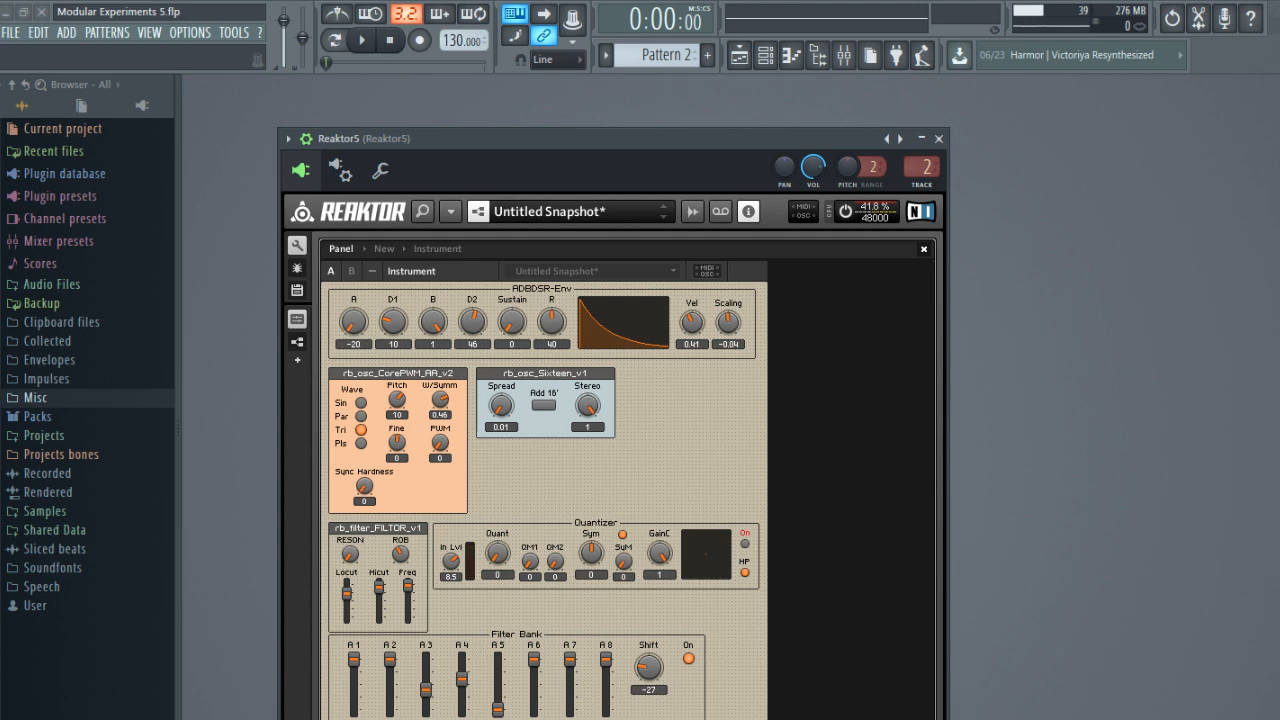 Modular Experiments 5.flp
FILE EDIT ADD PATTERNS VIEW OPTIONS TOOLS ?
3.2
130.000
Line
0:00:00
M:S:CS
Pattern 2
39
276 MB
0
06/23 Harmor | Victoriya Resynthesized
Browser - All
Current project
Recent files
Plugin database
Plugin presets
Channel presets
Mixer presets
Scores
Audio Files
Backup
Clipboard files
Collected
Envelopes
Impulses
Misc
Packs
Projects
Projects bones
Recorded
Rendered
Samples
Shared Data
Sliced beats
Soundfonts
Speech
User
Reaktor5 (Reaktor5)
2 2
PAN VOL PITCH RANGE TRACK
REAKTOR
Untitled Snapshot*
MIDI
OSC
CPU
41.8 %
48000
NI
Panel New Instrument
A B Instrument Untitled Snapshot* MIDI
OSC
ADBDSR-Env
A D1 B D2 Sustain R Vel Scaling
-20 10 1 46 0 40 0.41 -0.04
rb_osc_CorePWM_AA_v2
Wave Pitch W/Symm
Sin
Par 10 0.46
Tri Fine PWM
Pls
0 0
Sync Hardness
0
rb_osc_Sixteen_v1
Spread Add 16' Stereo
0.01 1
rb_filter_FILTOR_v1
RESON ROB
Locut Hicut Freq
Quantizer
In Lvl Quant QM1 QM2 Sym SyM GainC On
HP
8.5 0 0 0 0 0 1
Filter Bank
A 1 A 2 A 3 A 4 A 5 A 6 A 7 A 8 Shift On
-27